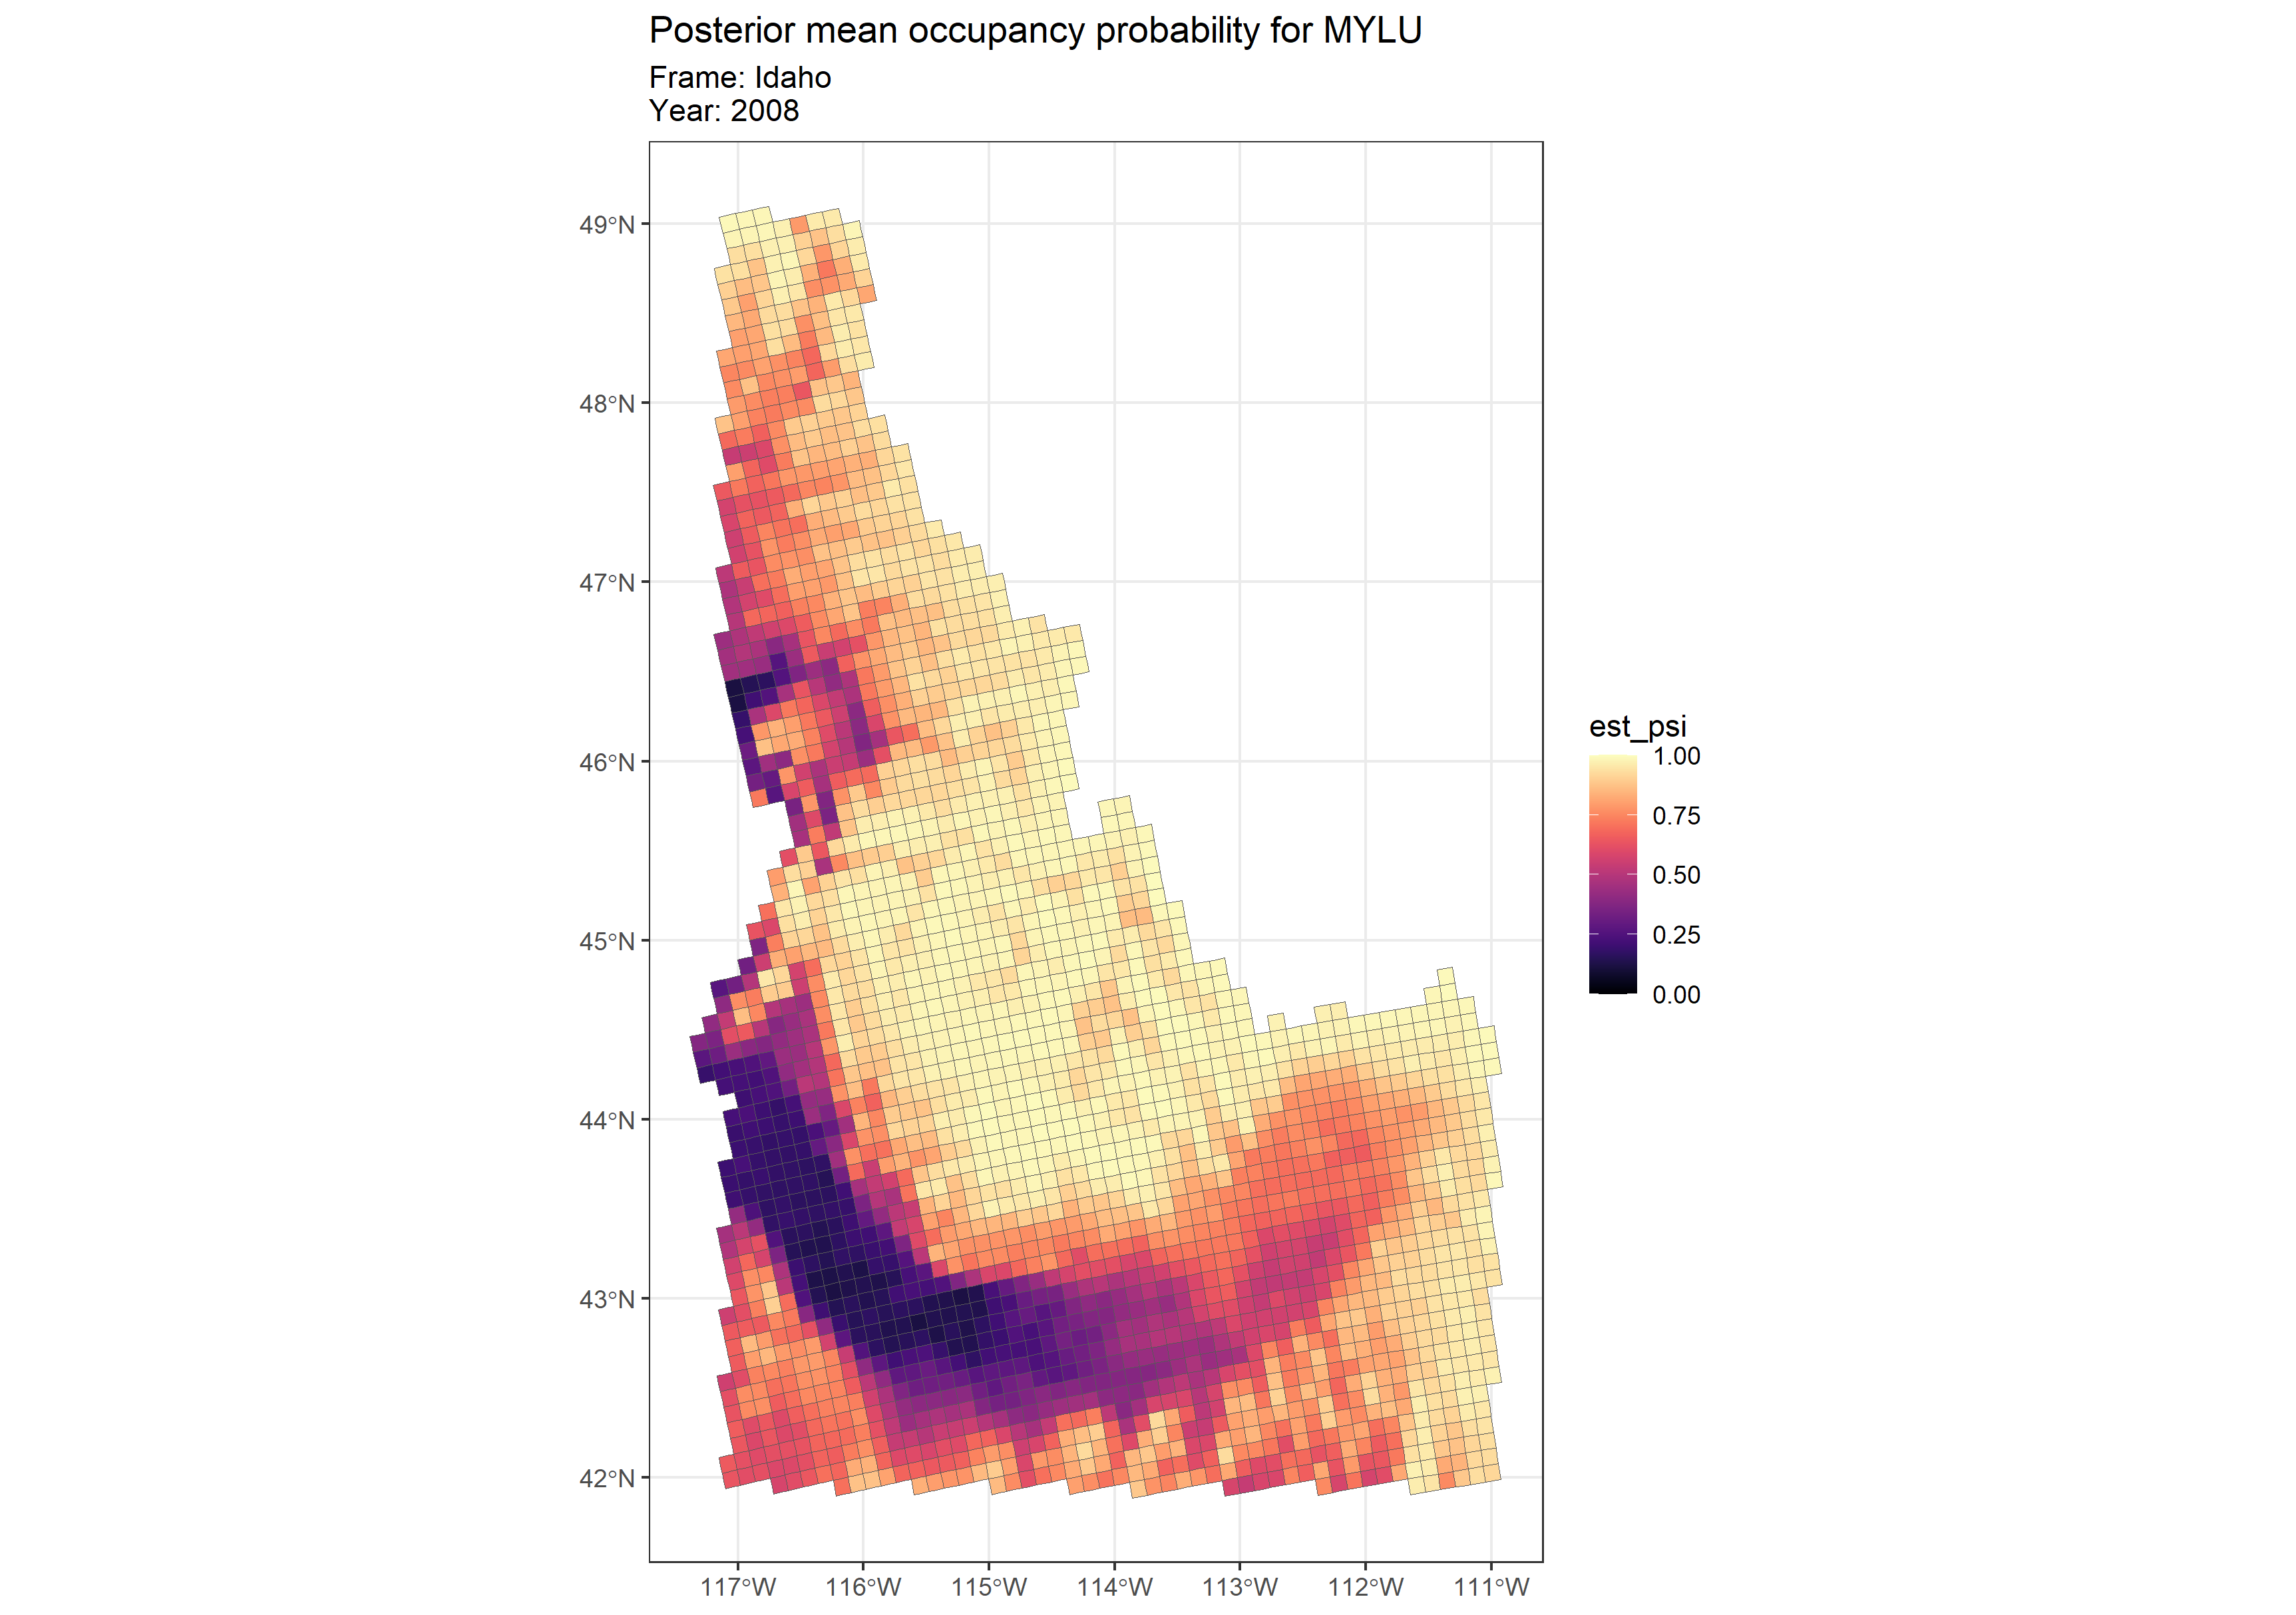 Posterior mean occupancy probability for MYLU
Frame: Idaho
Year: 2008
49°N
48°N
47°N
46°N
45°N
44°N
43°N
42°N
117°W
116°W
115°W
114°W
113°W
112°W
111°W
est_psi
1.00
0.75
0.50
0.25
0.00